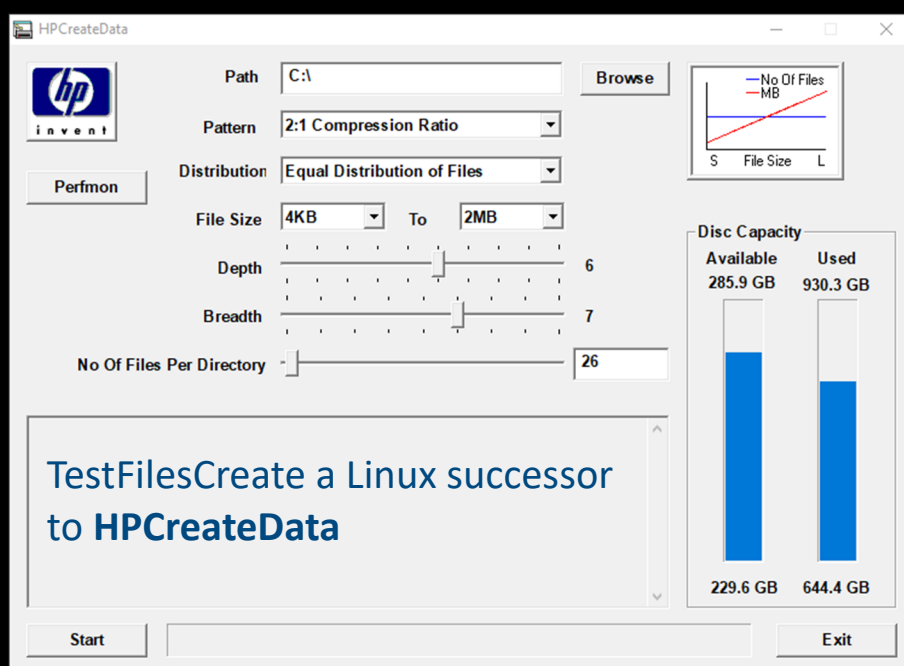 HPCreateData
hp
invent
Path C:\ Browse
Pattern 2:1 Compression Ratio
Distribution Equal Distribution of Files
Perfmon
File Size 4KB To 2MB
Depth 6
Breadth 7
No Of Files Per Directory 26
No Of Files
MB
S File Size L
Disc Capacity
Available Used
285.9 GB 930.3 GB
229.6 GB 644.4 GB
TestFilesCreate a Linux successor
to HPCreateData
Start Exit